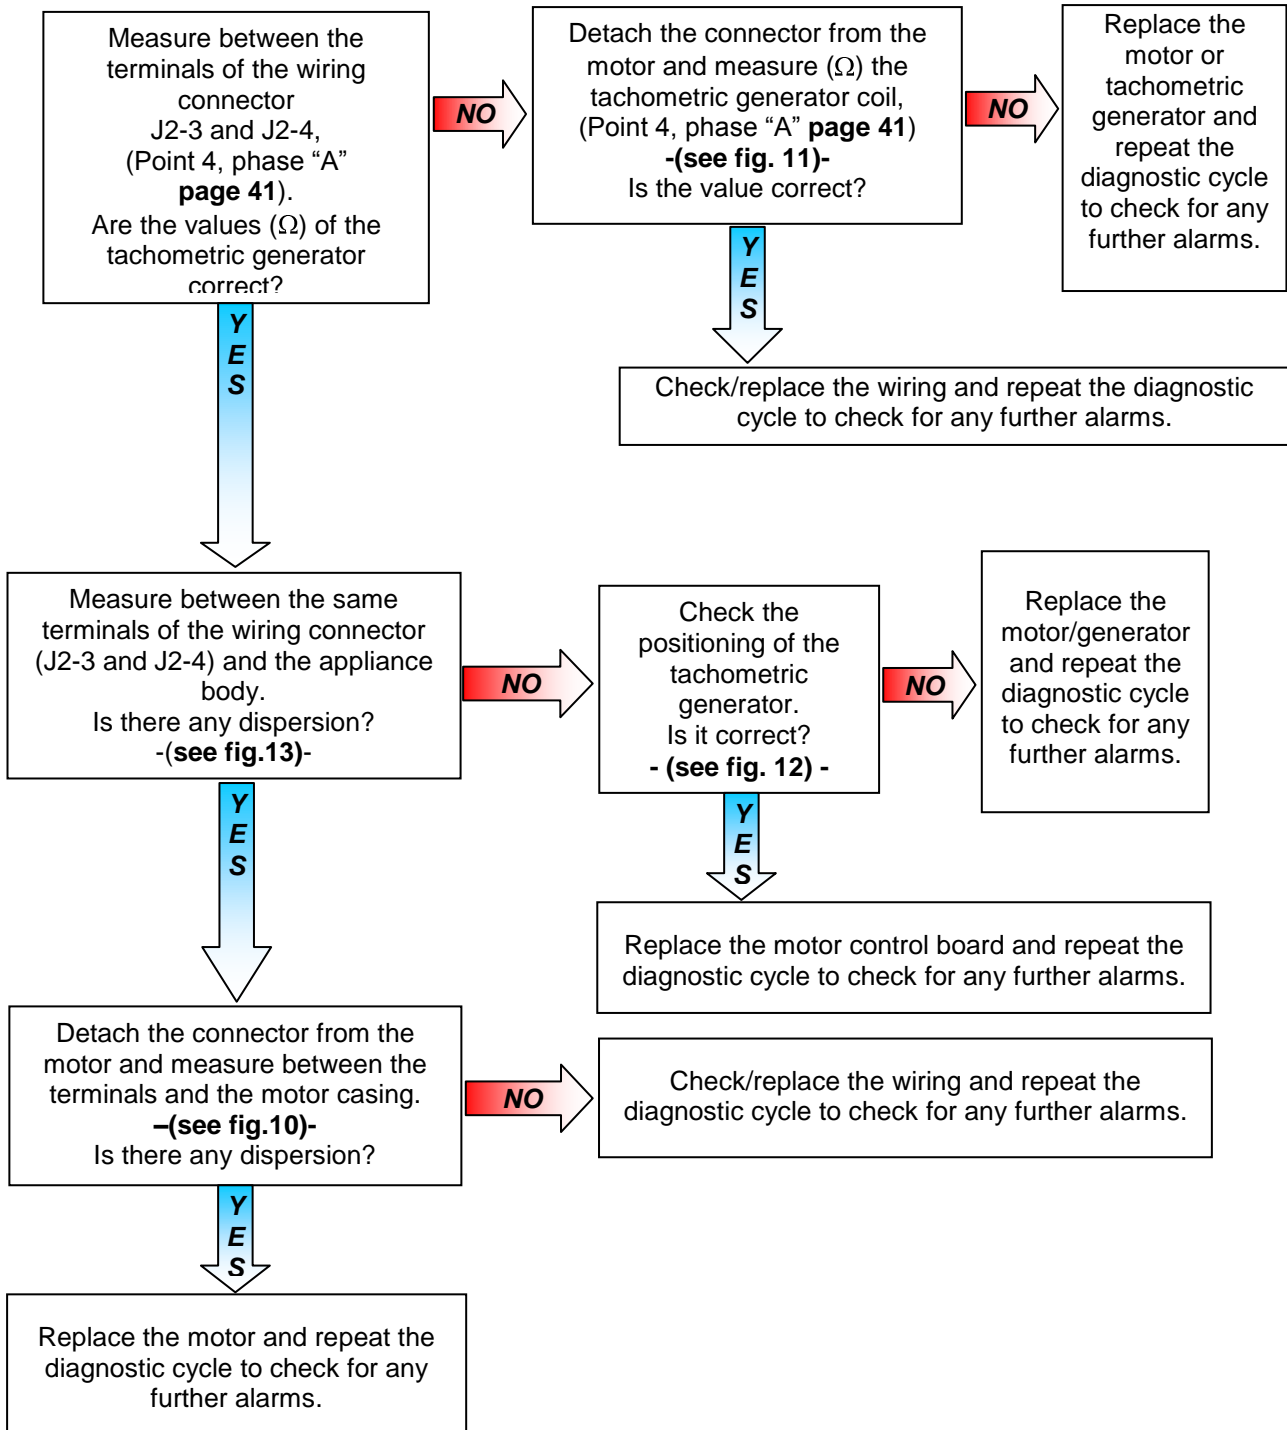 Measure between the
terminals of the wiring
connector
J2-3 and J2-4,
(Point 4, phase “A”
page 41).
Are the values (Ω) of the
tachometric generator
correct?
NO
Detach the connector from the
motor and measure (Ω) the
tachometric generator coil,
(Point 4, phase “A” page 41)
-(see fig. 11)-
Is the value correct?
NO
Replace the
motor or
tachometric
generator and
repeat the
diagnostic cycle
to check for any
further alarms.
YES
Check/replace the wiring and repeat the diagnostic
cycle to check for any further alarms.
YES
Measure between the same
terminals of the wiring connector
(J2-3 and J2-4) and the appliance
body.
Is there any dispersion?
-(see fig.13)-
NO
Check the
positioning of the
tachometric
generator.
Is it correct?
- (see fig. 12) -
NO
Replace the
motor/generator
and repeat the
diagnostic cycle
to check for any
further alarms.
YES
Replace the motor control board and repeat the
diagnostic cycle to check for any further alarms.
YES
Detach the connector from the
motor and measure between the
terminals and the motor casing.
–(see fig.10)-
Is there any dispersion?
NO
Check/replace the wiring and repeat the
diagnostic cycle to check for any further alarms.
YES
Replace the motor and repeat the
diagnostic cycle to check for any
further alarms.